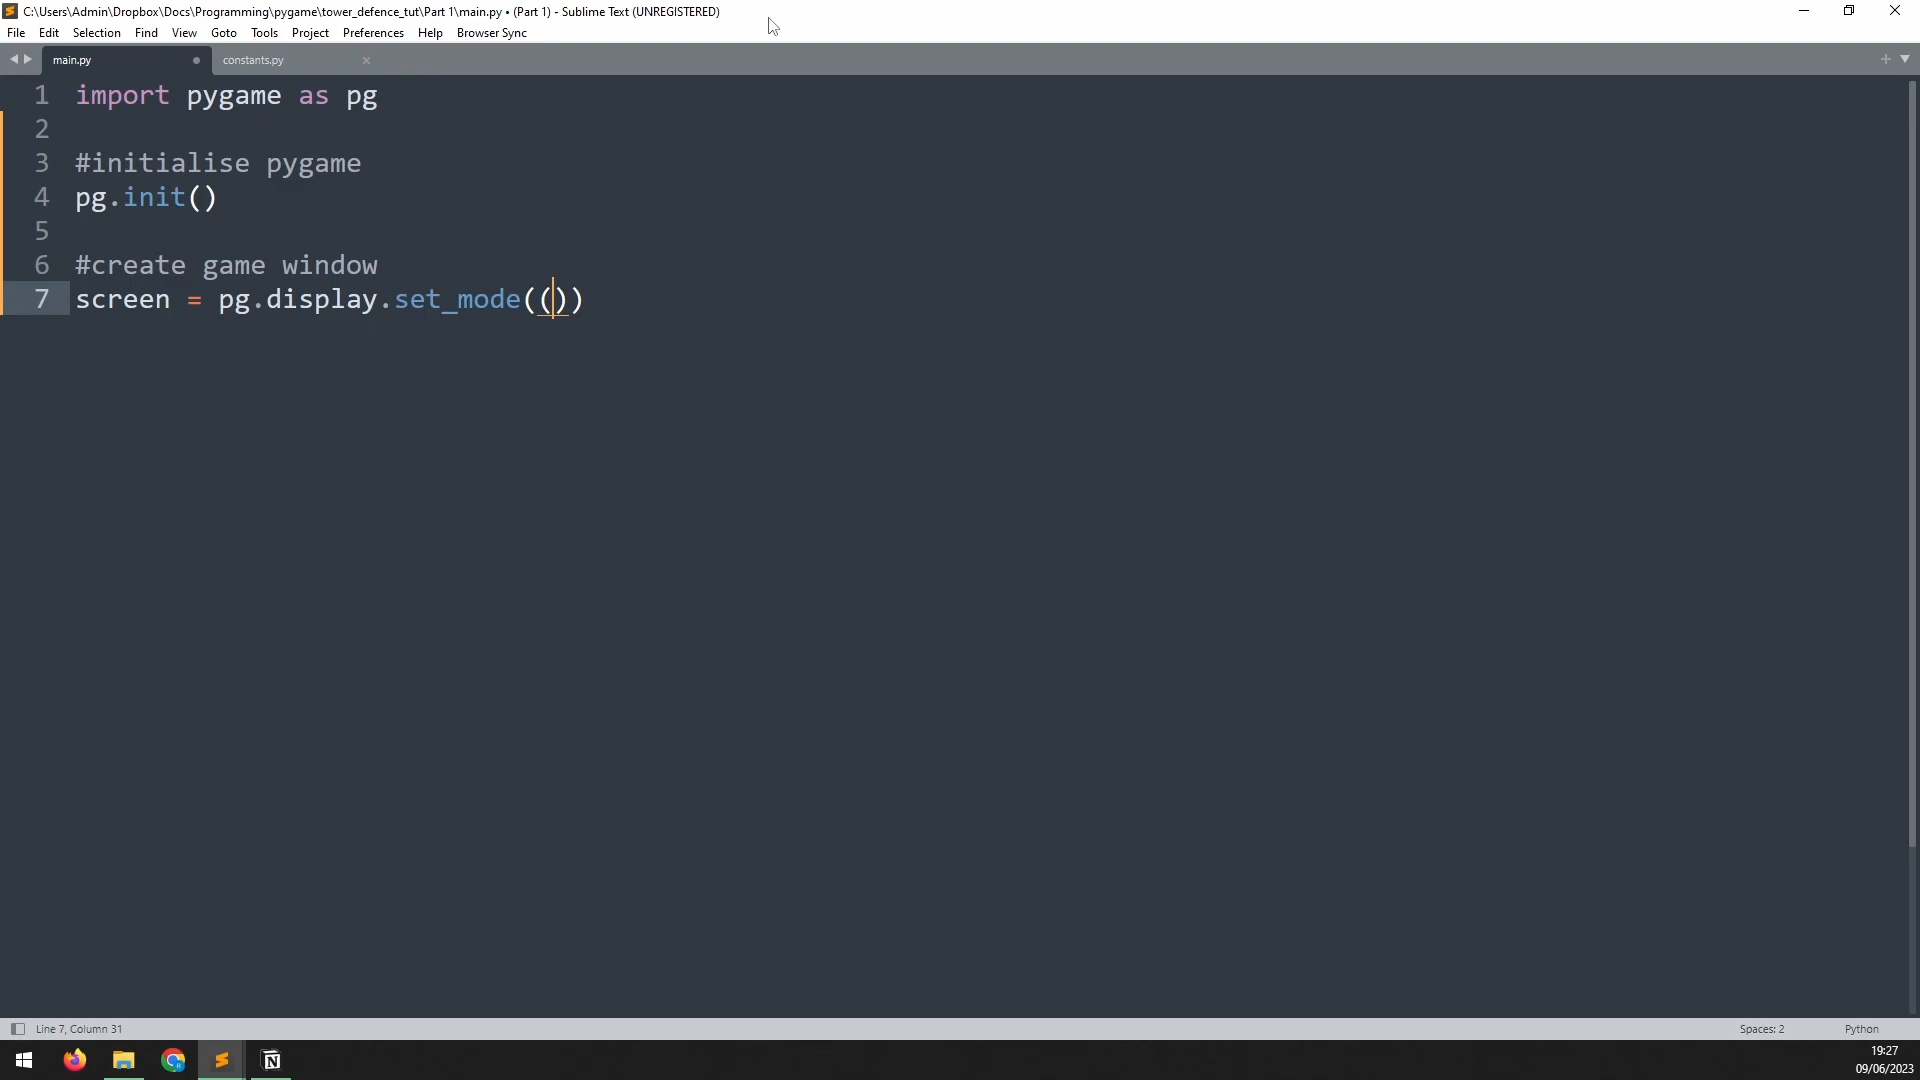 C:\Users\Admin\Dropbox\Docs\Programming\pygame\tower_defence_tut\Part 1\main.py • (Part 1) - Sublime Text (UNREGISTERED)
File Edit Selection Find View Goto Tools Project Preferences Help Browser Sync
main.py constants.py
1 import pygame as pg
2
3 #initialise pygame
4 pg.init()
5
6 #create game window
7 screen = pg.display.set_mode(())
Line 7, Column 31 Spaces: 2 Python
19:27
09/06/2023